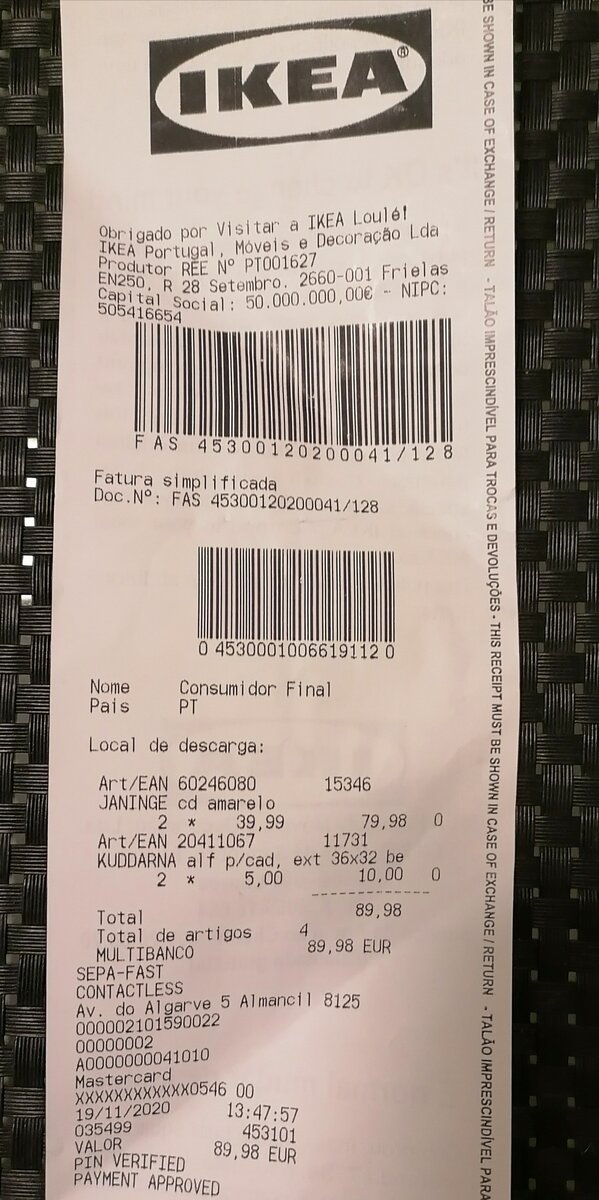 IKEA®
Obrigado por Visitar a IKEA Loulé!
IKEA Portugal, Móveis e Decoração Lda
Produtor REE Nº PT001627
EN250, R 28 Setembro. 2660-001 Frielas
Capital Social: 50.000.000,00€ - NIPC:
505416654
FAS 45300120200041/128
Fatura simplificada
Doc.Nº: FAS 45300120200041/128
0 4530001006619112 0
Nome Consumidor Final
Pais PT
Local de descarga:
Art/EAN 60246080 15346
JANINGE cd amarelo
2 * 39,99 79,98 0
Art/EAN 20411067 11731
KUDDARNA alf p/cad, ext 36x32 be
2 * 5,00 10,00 0
Total 89,98
Total de artigos 4
MULTIBANCO 89,98 EUR
SEPA-FAST
CONTACTLESS
Av. do Algarve 5 Almancil 8125
000002101590022
00000002
A0000000041010
Mastercard
XXXXXXXXXXXX0546 00
19/11/2020 13:47:57
035499 453101
VALOR 89,98 EUR
PIN VERIFIED
PAYMENT APPROVED
BE SHOWN IN CASE OF EXCHANGE / RETURN - TALÃO IMPRESCINDÍVEL PARA TROCAS E DEVOLUÇÕES - THIS RECEIPT MUST BE SHOWN IN CASE OF EXCHANGE / RETURN - TALÃO IMPRESCINDÍVEL PAR